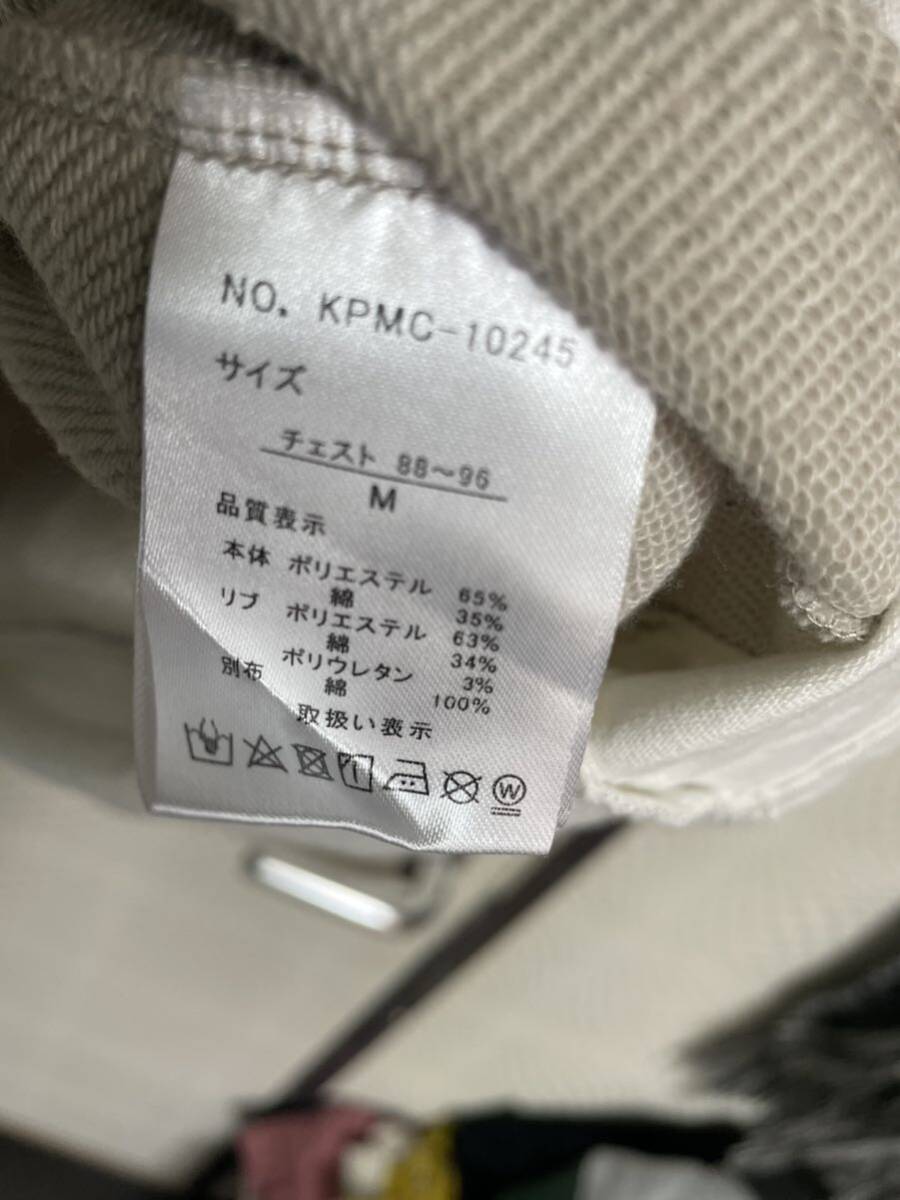 NO. KPMC-10245
サイズ
チェスト 88～96
M
品質表示
本体 ポリエステル 65%
綿 35%
リブ ポリエステル 63%
綿 34%
ポリウレタン 3%
別布 綿 100%
取扱い表示
W